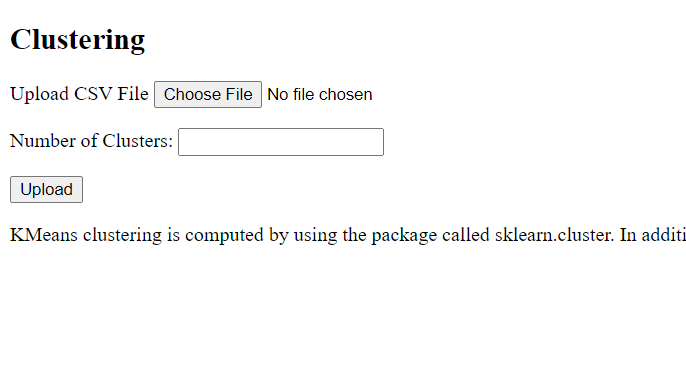 Clustering
Upload CSV File Choose File No file chosen
Number of Clusters:
Upload
KMeans clustering is computed by using the package called sklearn.cluster. In additi